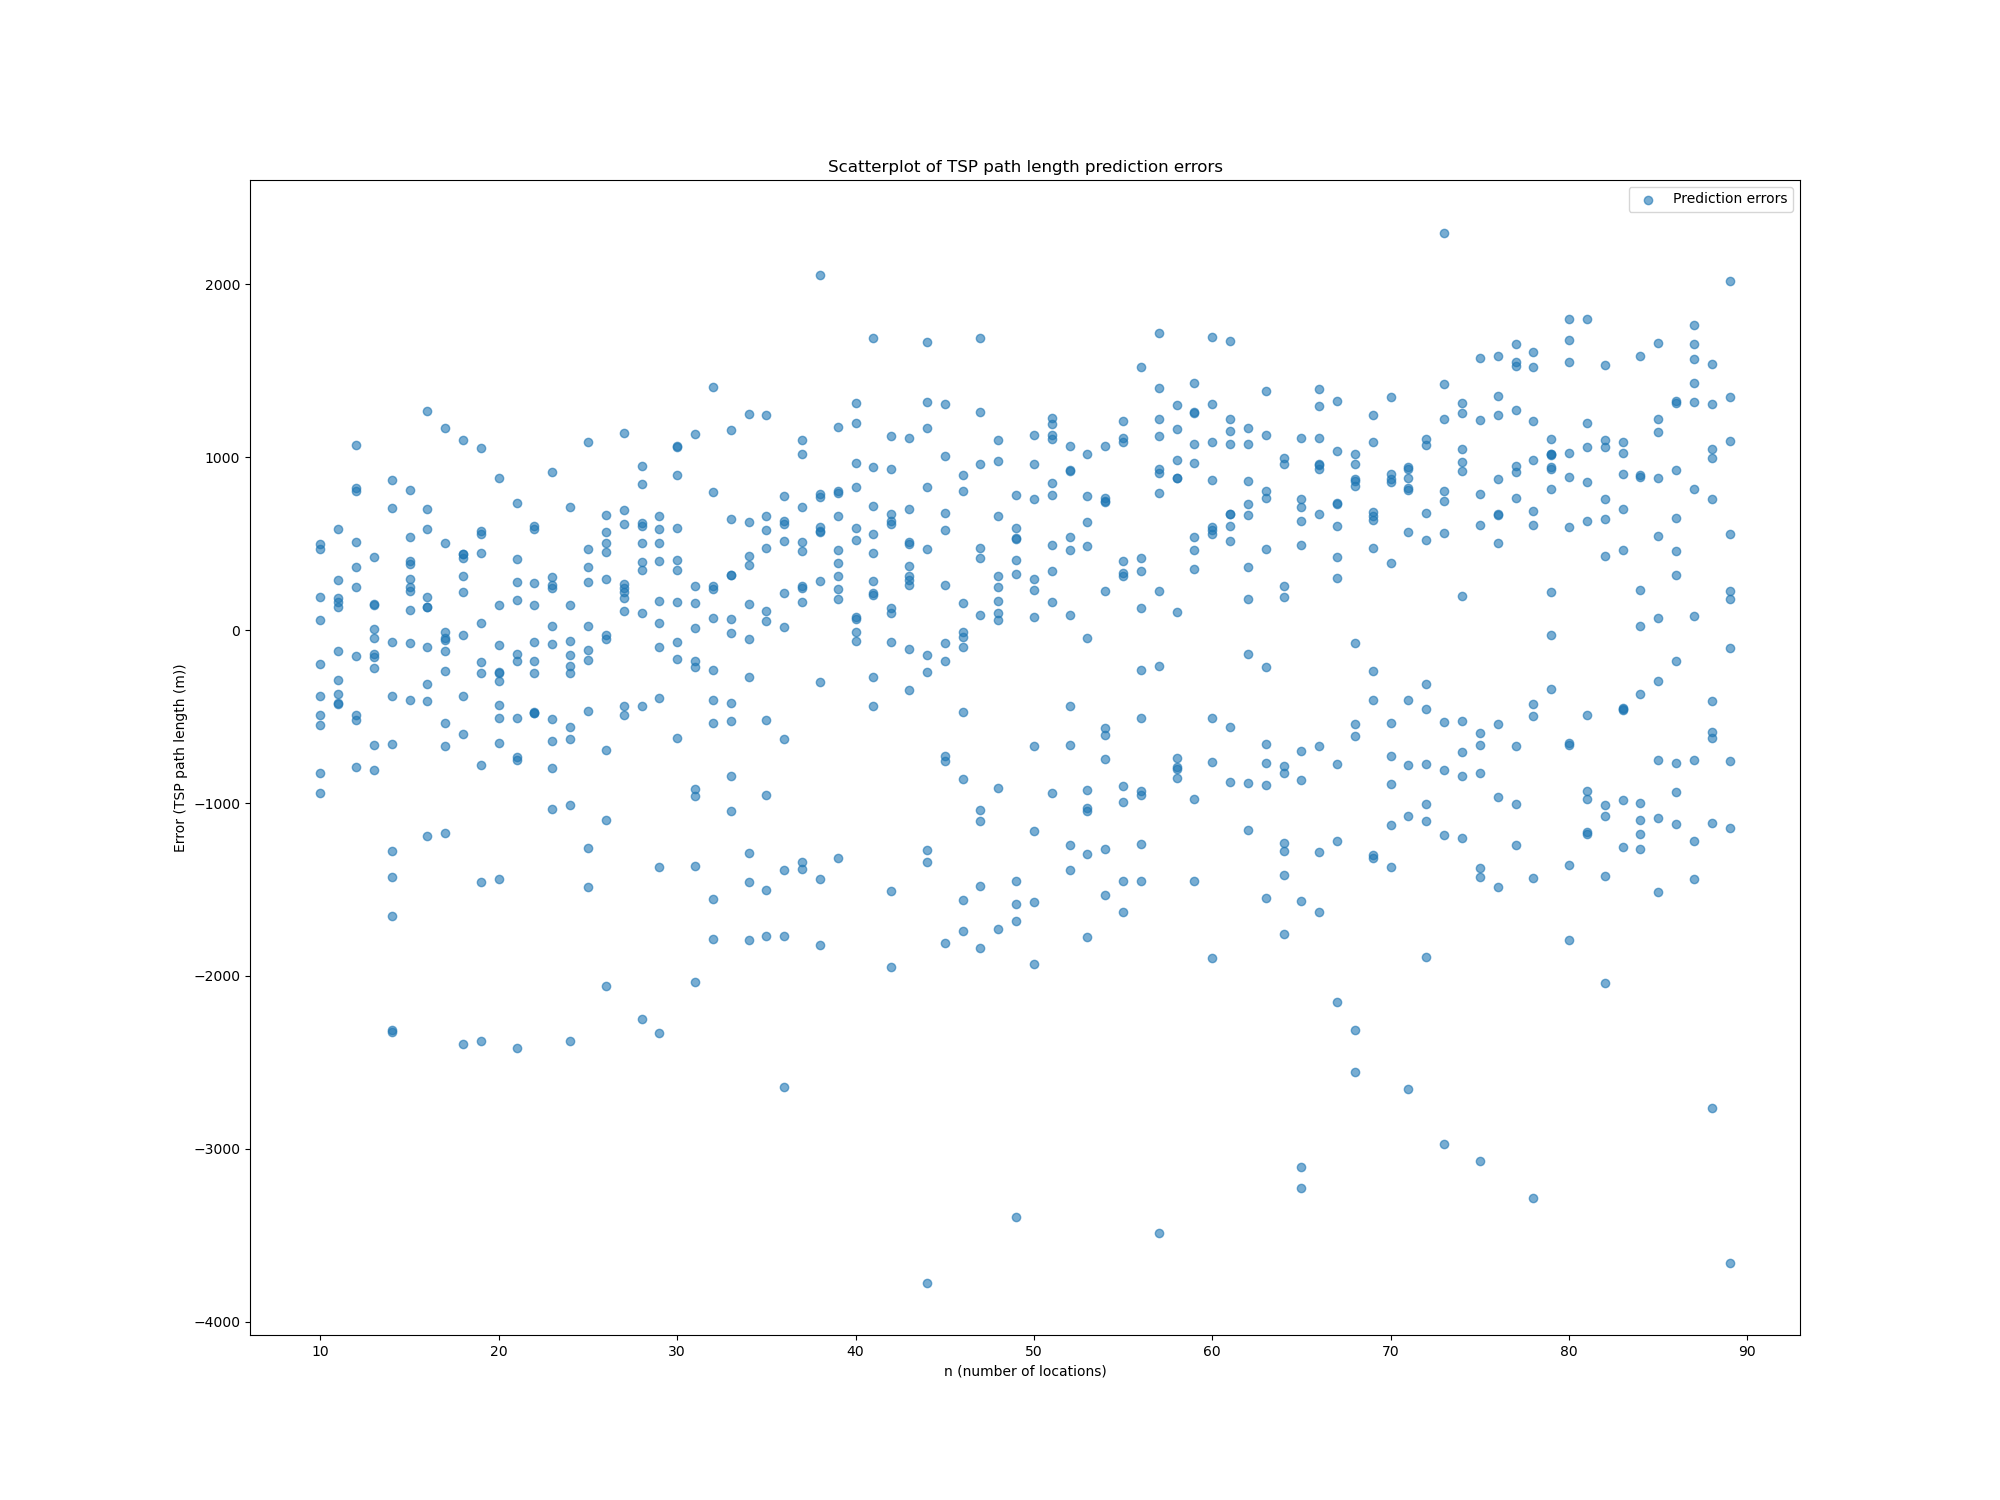 Scatterplot of TSP path length prediction errors
Prediction errors
2000
1000
0
−1000
−2000
−3000
−4000
Error (TSP path length (m))
10 20 30 40 50 60 70 80 90
n (number of locations)